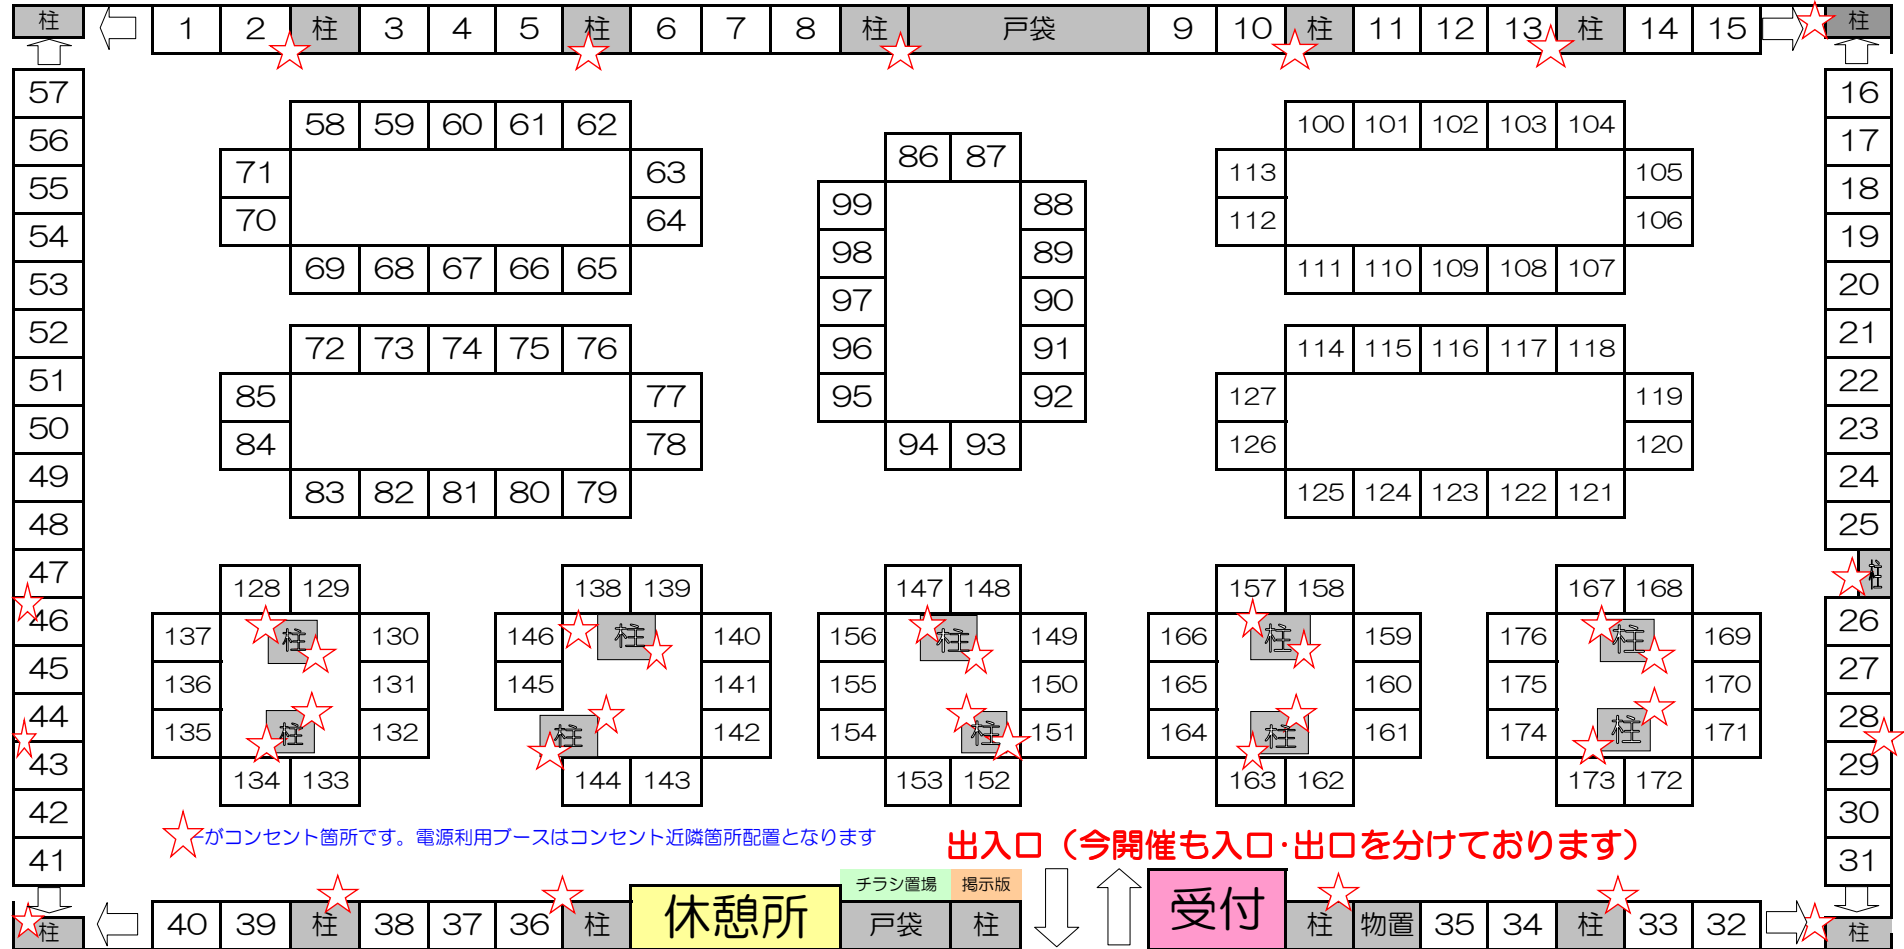 柱 1 2 柱 3 4 5 柱 6 7 8 柱 戸袋 9 10 柱 11 12 13 柱 14 15 柱
57 16
58 59 60 61 62 100 101 102 103 104
56 86 87 17
71 63 113 105
55 99 88 18
70 64 112 106
54 98 89 19
69 68 67 66 65 111 110 109 108 107
53 97 90 20
52 72 73 74 75 76 96 91 114 115 116 117 118 21
51 85 77 95 92 127 119 22
50 84 78 94 93 126 120 23
49 24
83 82 81 80 79 125 124 123 122 121
48 25
47 128 129 138 139 147 148 157 158 167 168 柱
46 137 柱 130 146 柱 140 156 柱 149 166 柱 159 176 柱 169 26
45 136 131 145 141 155 150 165 160 175 170 27
44 135 柱 132 柱 142 154 柱 151 164 柱 161 174 柱 171 28
43 134 133 144 143 153 152 163 162 173 172 29
42 30
がコンセント箇所です。電源利用ブースはコンセント近隣箇所配置となります
出入口（今開催も入口・出口を分けております）
41 31
チラシ置場 掲示版
柱 40 39 柱 38 37 36 柱 休憩所 戸袋 柱 受付 柱 物置 35 34 柱 33 32 柱